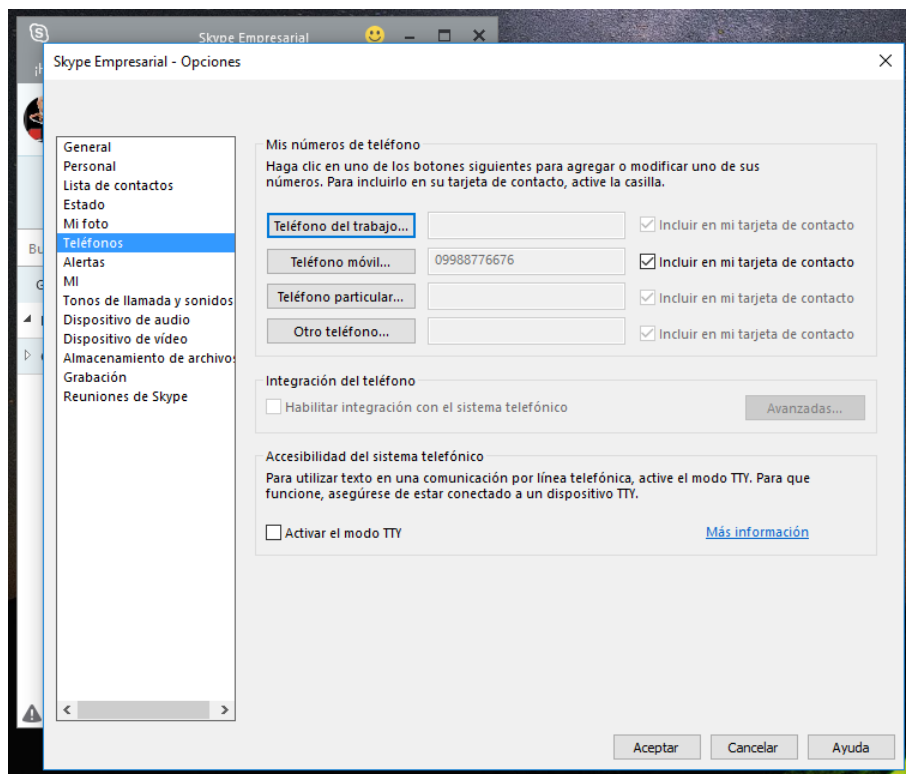 Skype Empresarial
Skype Empresarial - Opciones
General
Personal
Lista de contactos
Estado
Mi foto
Teléfonos
Alertas
MI
Tonos de llamada y sonidos
Dispositivo de audio
Dispositivo de vídeo
Almacenamiento de archivos
Grabación
Reuniones de Skype
Mis números de teléfono
Haga clic en uno de los botones siguientes para agregar o modificar uno de sus
números. Para incluirlo en su tarjeta de contacto, active la casilla.
Teléfono del trabajo... Incluir en mi tarjeta de contacto
Teléfono móvil... 09988776676 Incluir en mi tarjeta de contacto
Teléfono particular... Incluir en mi tarjeta de contacto
Otro teléfono... Incluir en mi tarjeta de contacto
Integración del teléfono
Habilitar integración con el sistema telefónico Avanzadas...
Accesibilidad del sistema telefónico
Para utilizar texto en una comunicación por línea telefónica, active el modo TTY. Para que
funcione, asegúrese de estar conectado a un dispositivo TTY.
Activar el modo TTY Más información
Aceptar Cancelar Ayuda